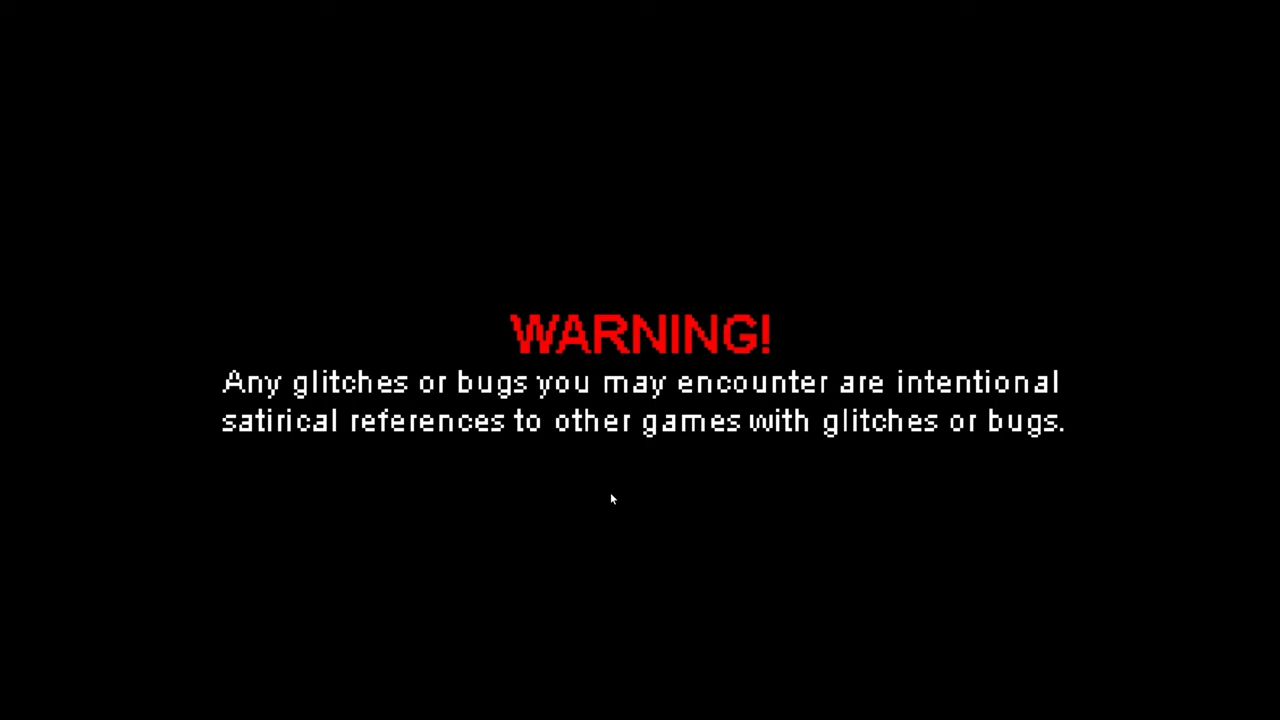 WARNING!
Any glitches or bugs you may encounter are intentional
satirical references to other games with glitches or bugs.